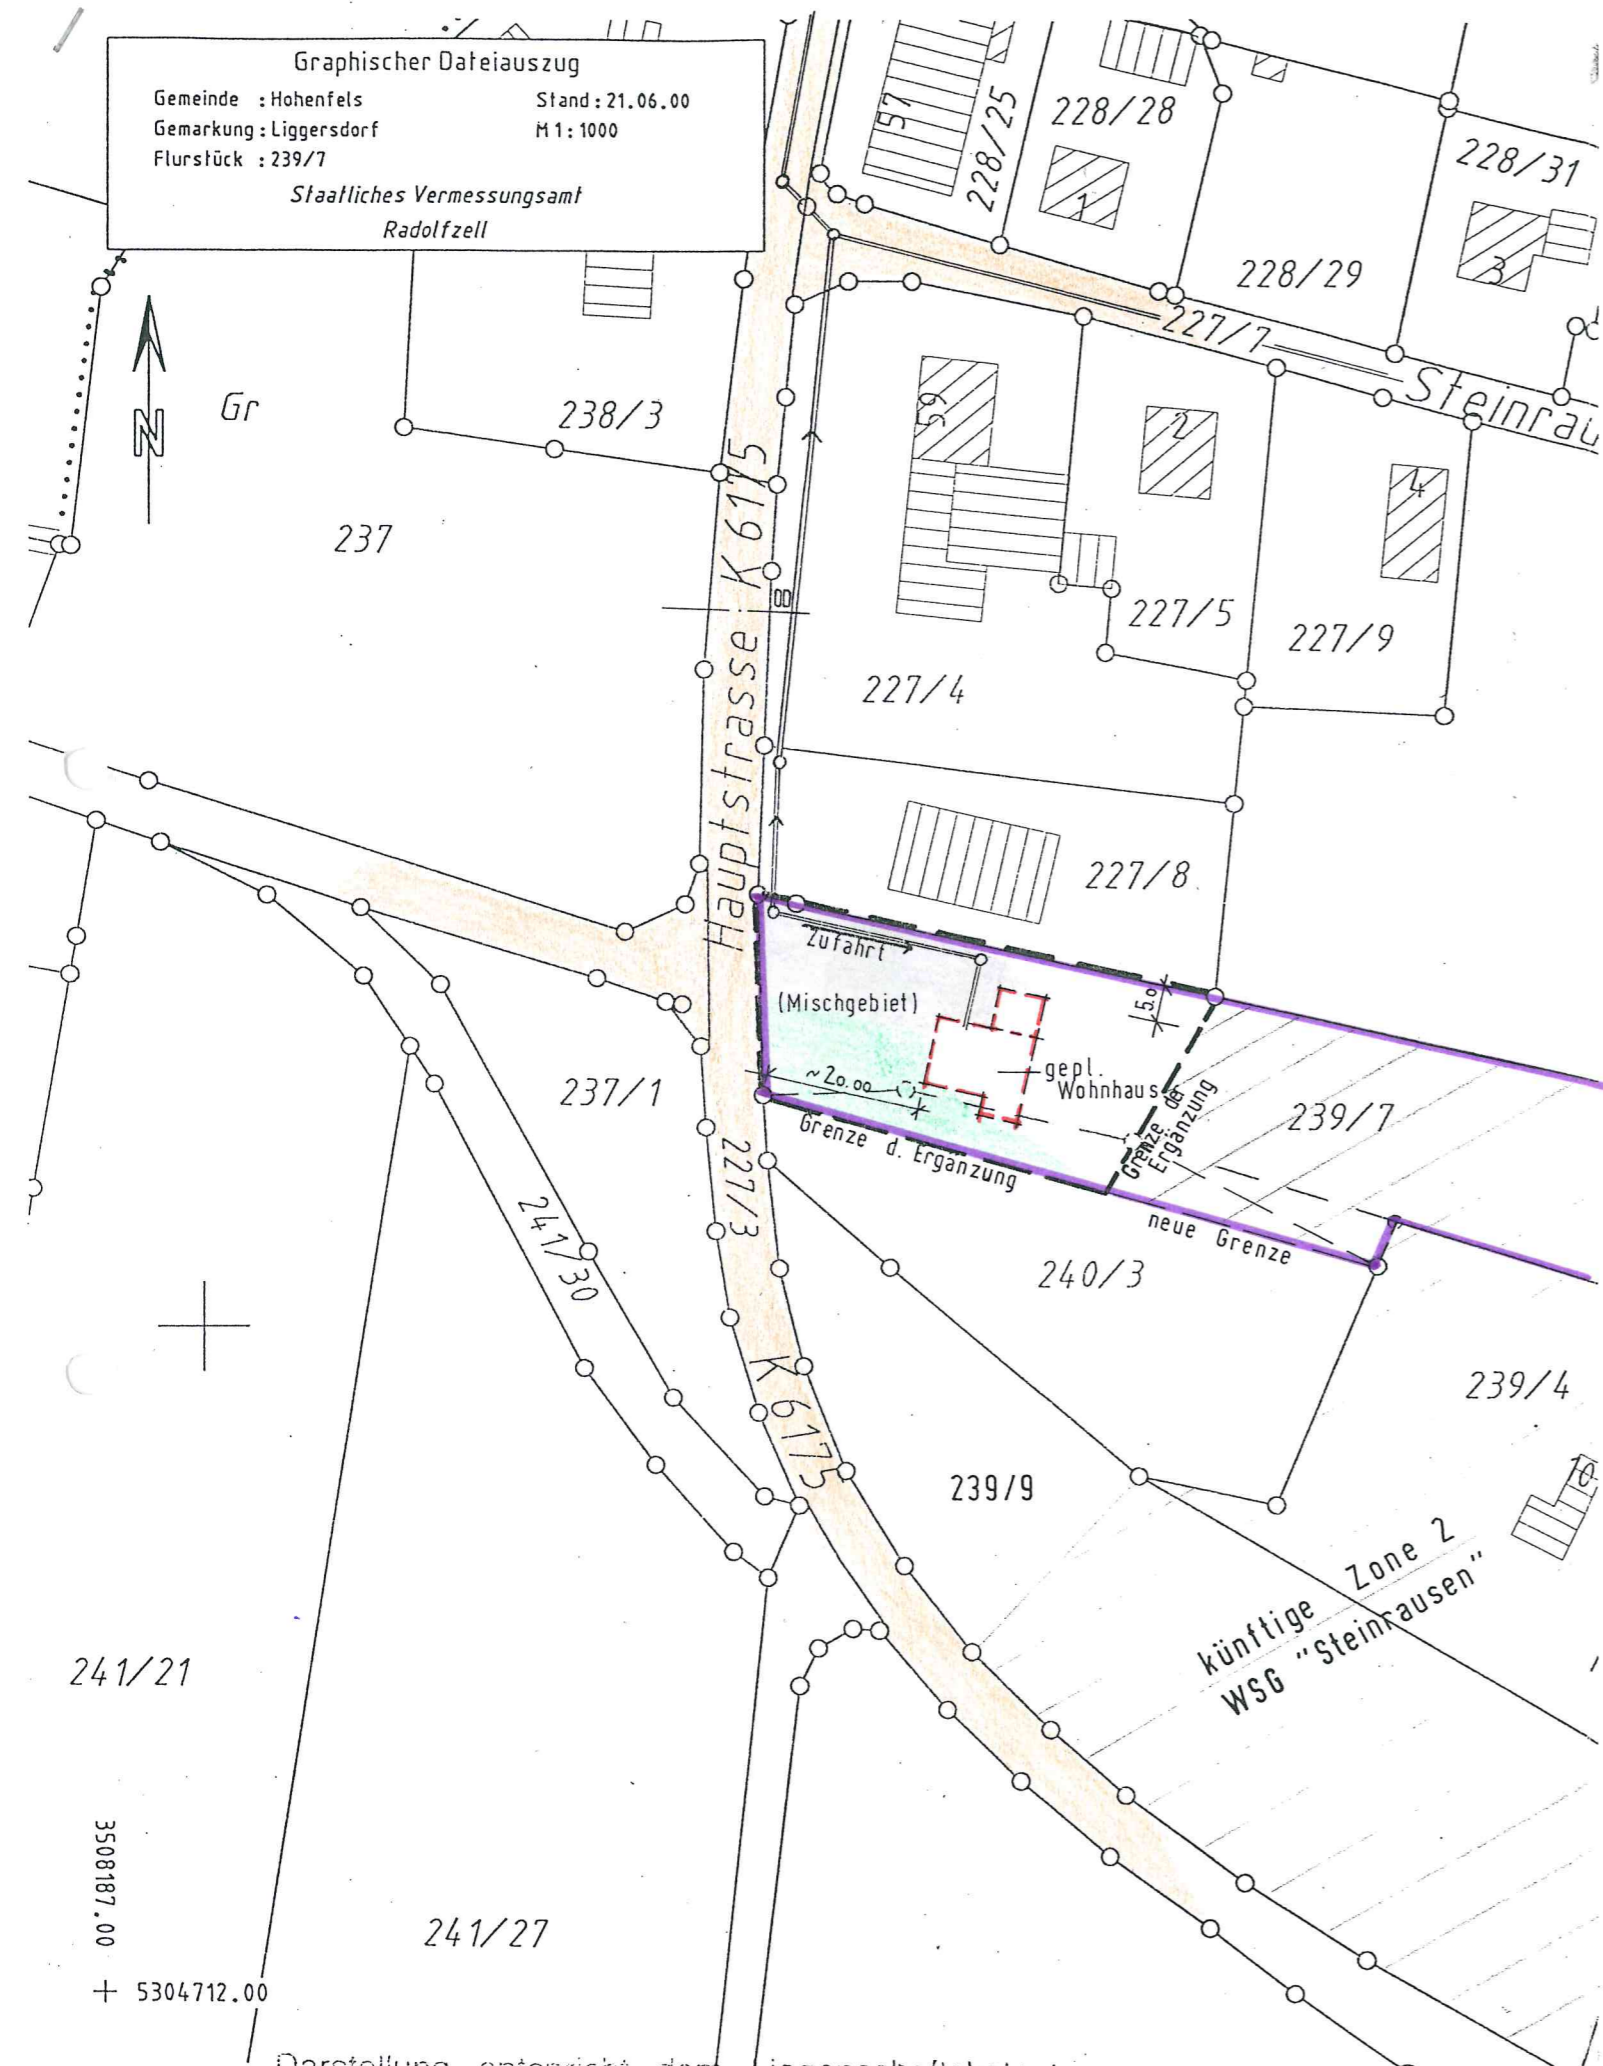 Graphischer Dateiauszug
Gemeinde : Hohenfels
Stand : 21.06.00
Gemarkung : Liggersdorf
M 1 : 1000
Flurstück : 239/7
Staatliches Vermessungsamt
Radolfzell
57
228/25
228/28
1
228/31
3
228/29
227/7
Steinrau
N
Gr
238/3
59
2
4
237
Hauptstrasse K 6175
227/5
227/9
227/4
227/8
Zufahrt
(Mischgebiet)
5.0
~20.00
gepl.
Wohnhaus
Grenze der
Ergänzung
239/7
237/1
Grenze d. Ergänzung
227/3
neue Grenze
241/30
240/3
K 6175
239/4
239/9
10
künftige Zone 2
WSG "Steinrausen"
241/21
3508187.00
241/27
5304712.00